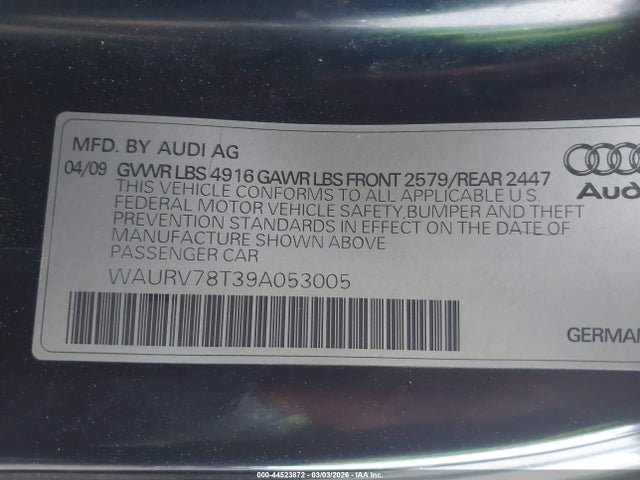 MFD. BY AUDI AG
04/09 GVWR LBS 4916 GAWR LBS FRONT 2579/REAR 2447
THIS VEHICLE CONFORMS TO ALL APPLICABLE U.S.
FEDERAL MOTOR VEHICLE SAFETY, BUMPER AND THEFT
PREVENTION STANDARDS IN EFFECT ON THE DATE OF
MANUFACTURE SHOWN ABOVE
PASSENGER CAR
WAURV78T39A053005
Aud
GERMAN
000-44523872 - 03/03/2026 - IAA Inc.